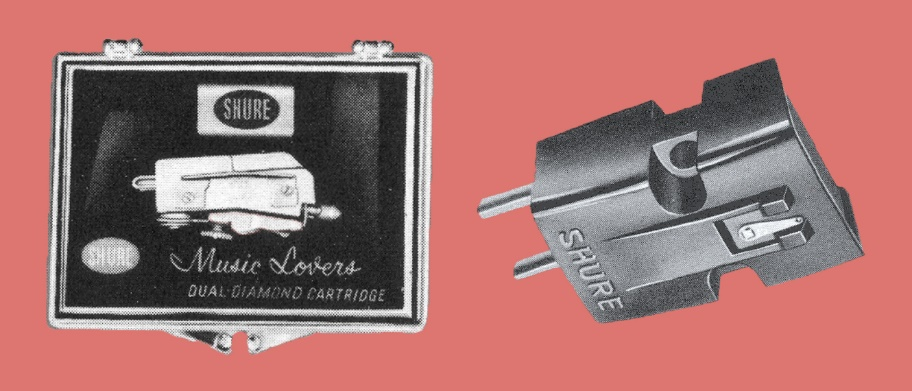 SHURE
SHURE
Music Lovers
DUAL-DIAMOND CARTRIDGE
SHURE